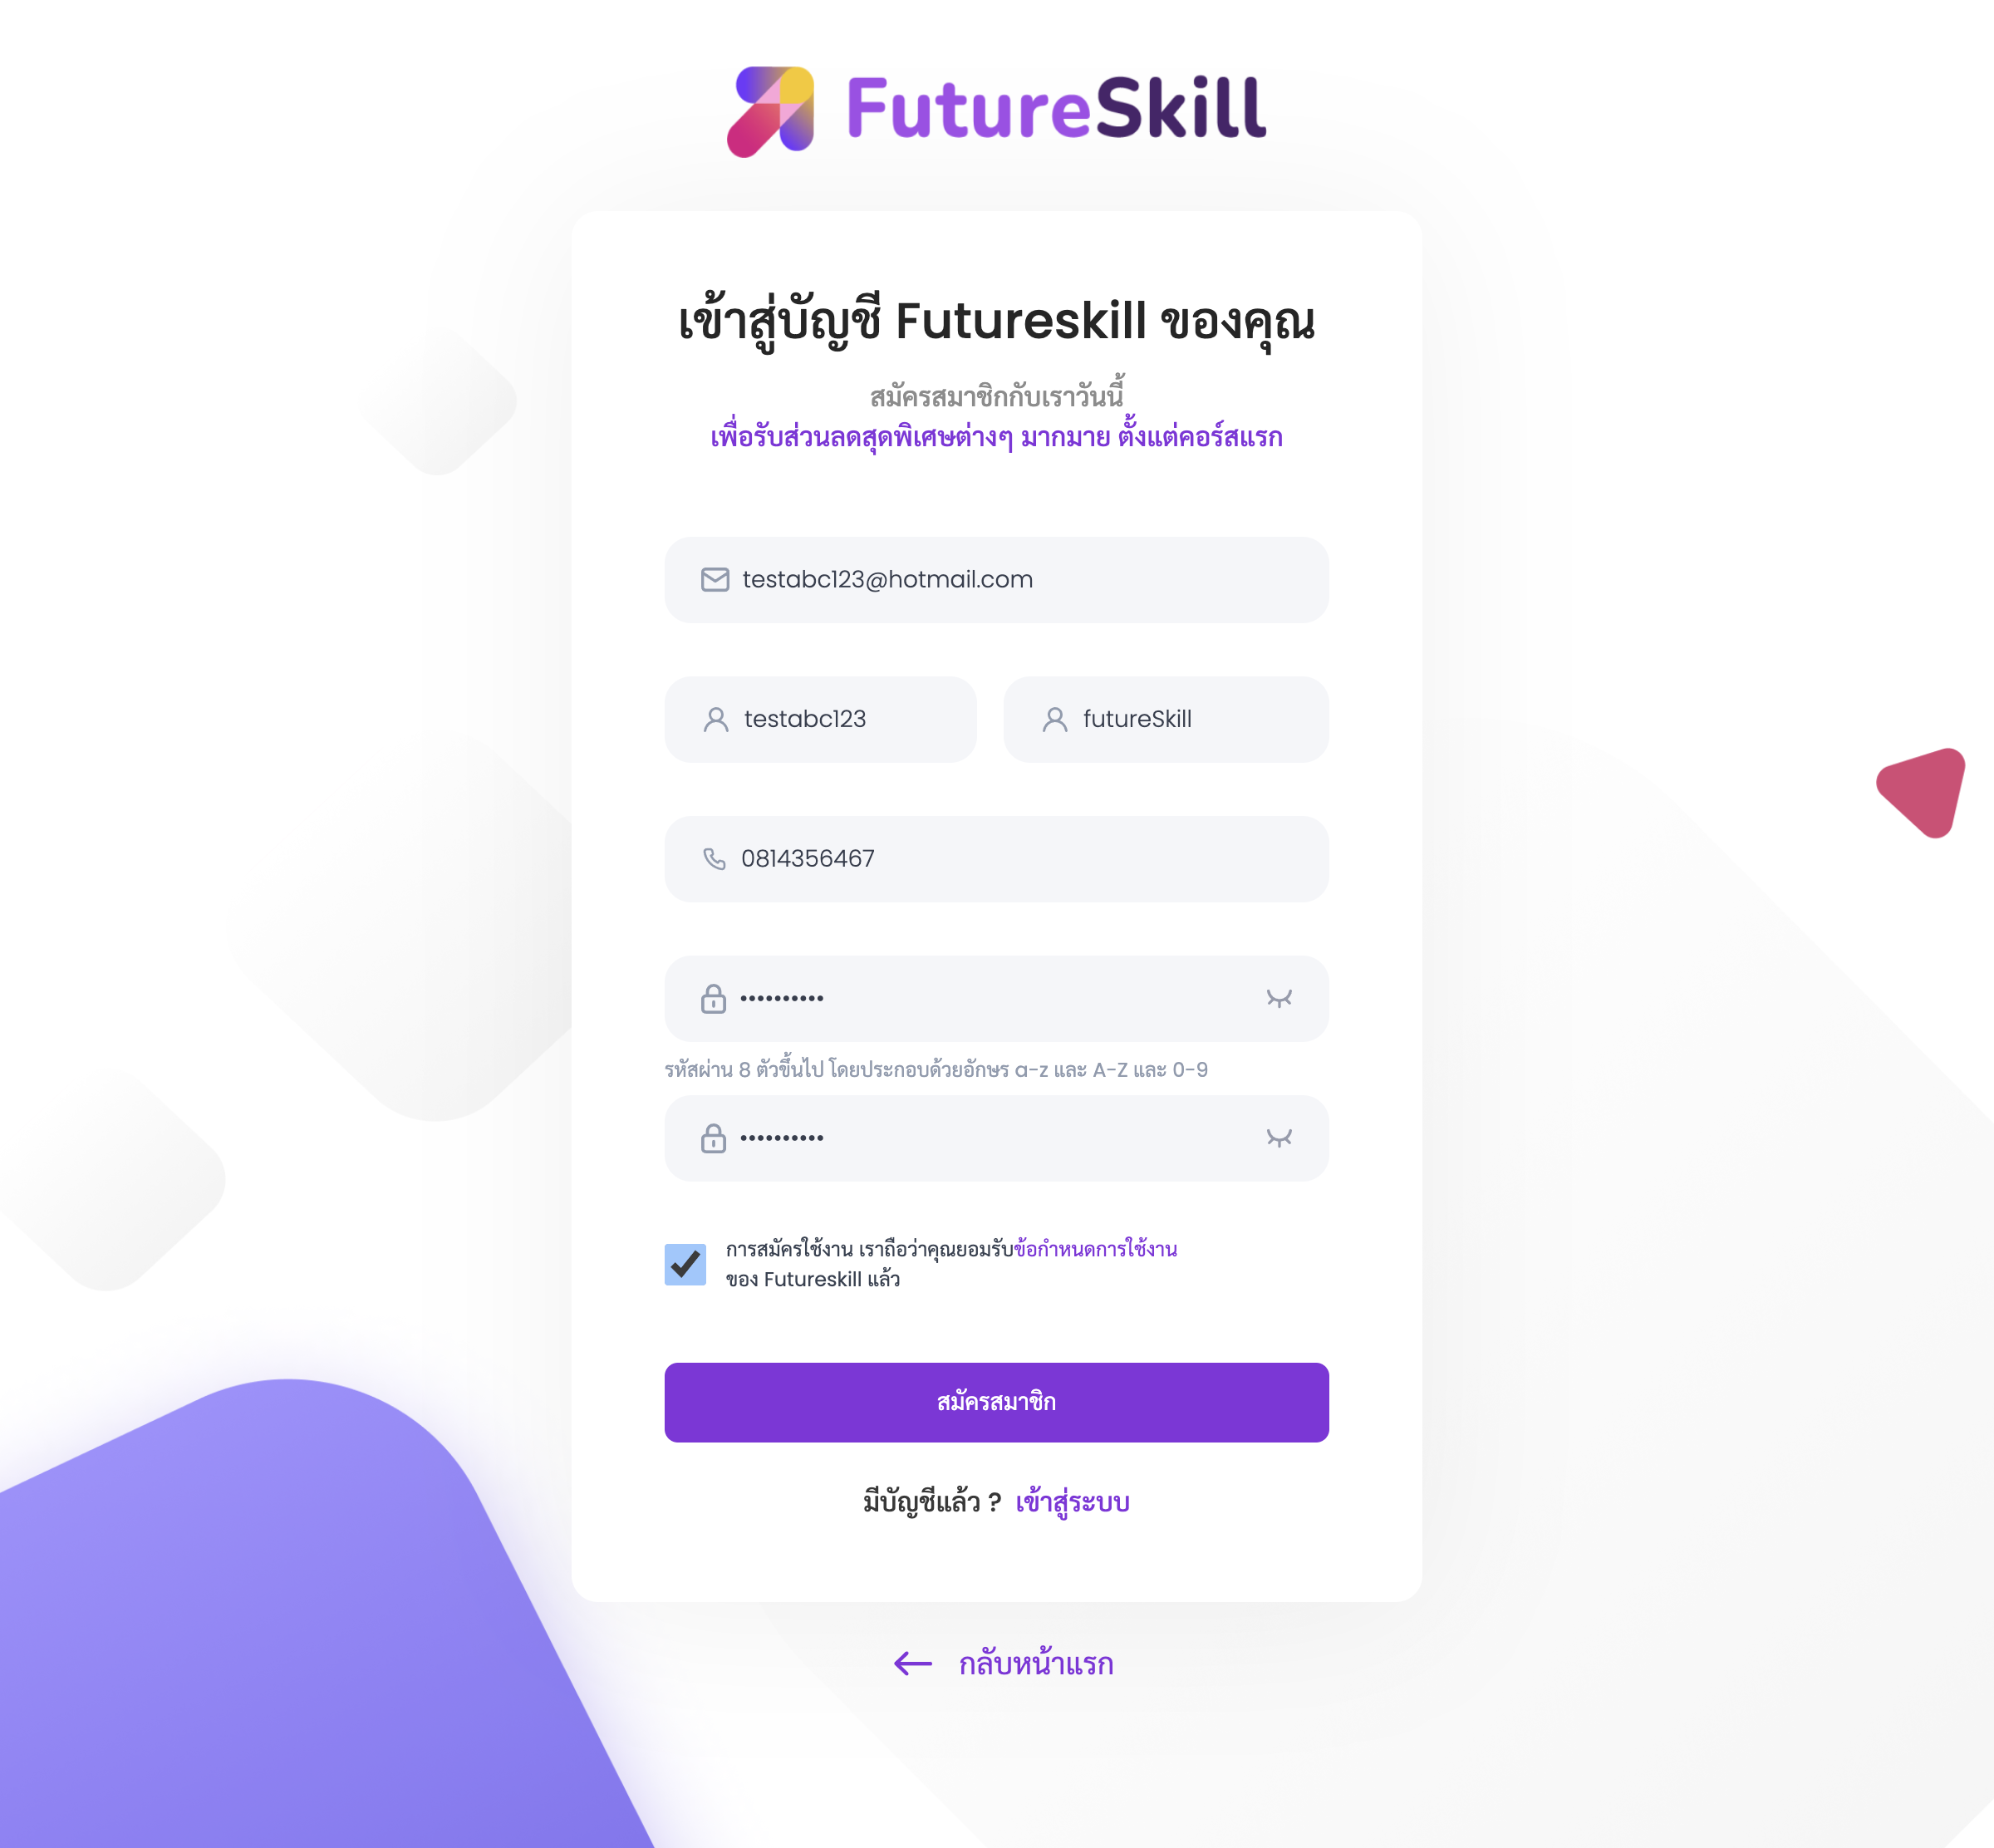 FutureSkill
เข้าสู่บัญชี Futureskill ของคุณ
สมัครสมาชิกกับเราวันนี้
เพื่อรับส่วนลดสุดพิเศษต่างๆ มากมาย ตั้งแต่คอร์สแรก
testabc123@hotmail.com
testabc123 futureSkill
0814356467
••••••••••
รหัสผ่าน 8 ตัวขึ้นไป โดยประกอบด้วยอักษร a-z และ A-Z และ 0-9
••••••••••
การสมัครใช้งาน เราถือว่าคุณยอมรับข้อกำหนดการใช้งาน
ของ Futureskill แล้ว
สมัครสมาชิก
มีบัญชีแล้ว ? เข้าสู่ระบบ
← กลับหน้าแรก